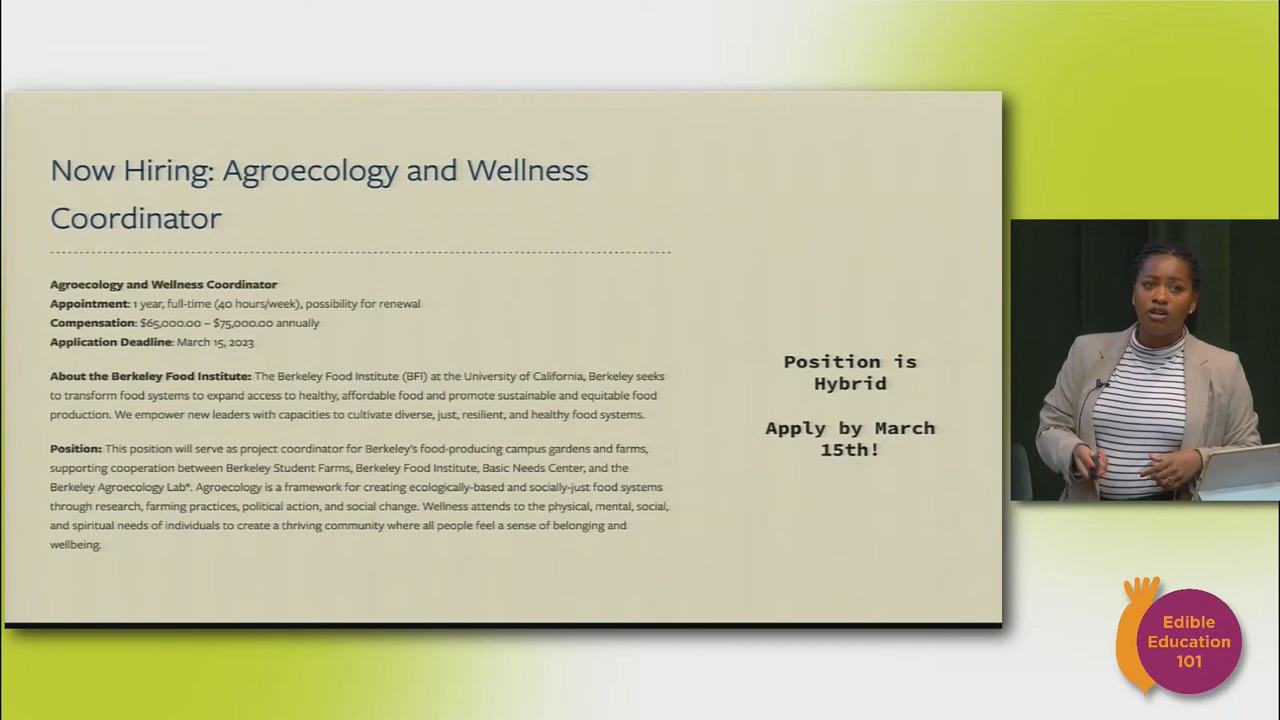 Now Hiring: Agroecology and Wellness
Coordinator
Agroecology and Wellness Coordinator
Appointment: 1 year, full-time (40 hours/week), possibility for renewal
Compensation: $65,000.00 – $75,000.00 annually
Application Deadline: March 15, 2023
About the Berkeley Food Institute: The Berkeley Food Institute (BFI) at the University of California, Berkeley seeks
to transform food systems to expand access to healthy, affordable food and promote sustainable and equitable food
production. We empower new leaders with capacities to cultivate diverse, just, resilient, and healthy food systems.
Position: This position will serve as project coordinator for Berkeley's food-producing campus gardens and farms,
supporting cooperation between Berkeley Student Farms, Berkeley Food Institute, Basic Needs Center, and the
Berkeley Agroecology Lab*. Agroecology is a framework for creating ecologically-based and socially-just food systems
through research, farming practices, political action, and social change. Wellness attends to the physical, mental, social,
and spiritual needs of individuals to create a thriving community where all people feel a sense of belonging and
wellbeing.
Position is
Hybrid
Apply by March
15th!
Edible
Education
101